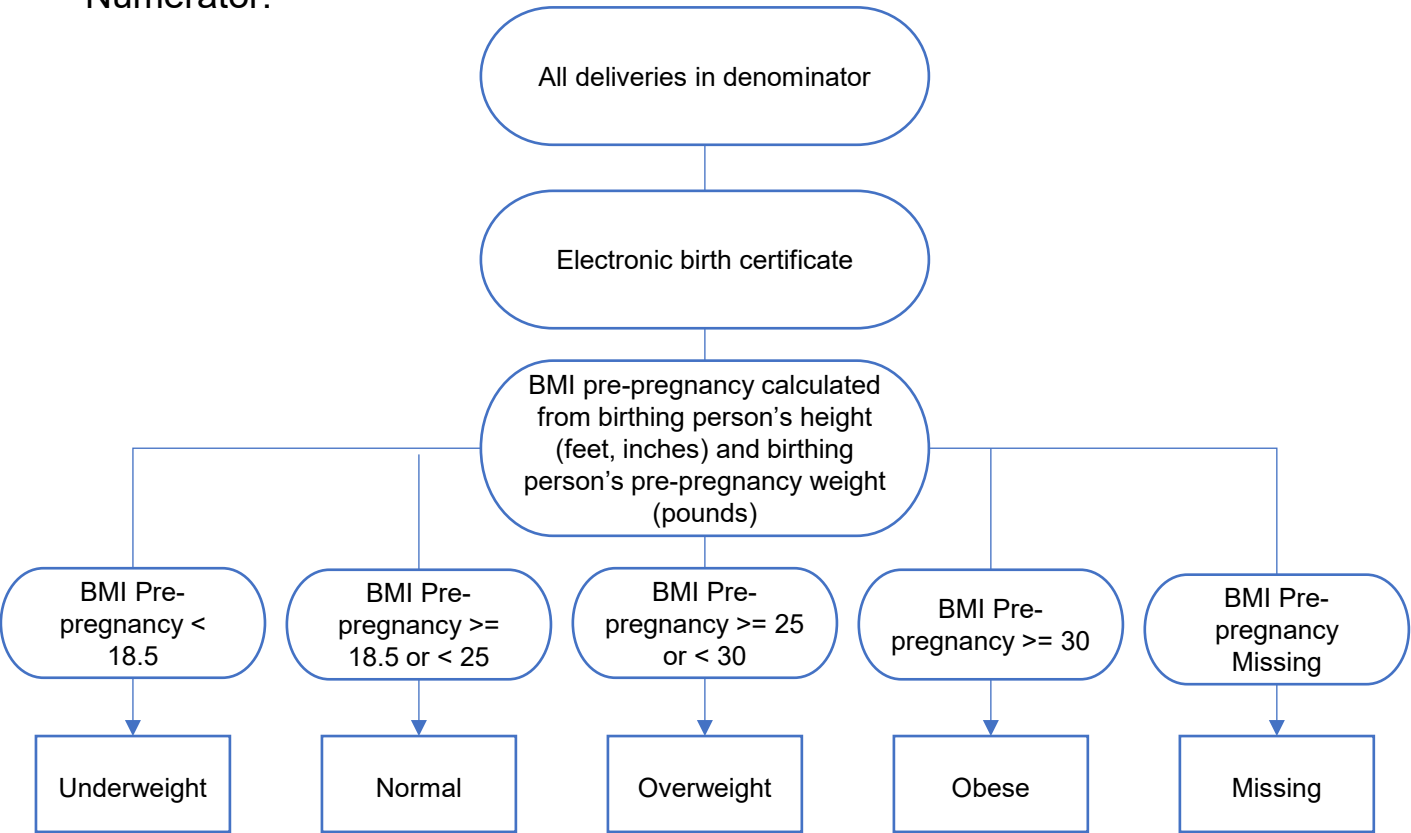 Numerator:
All deliveries in denominator
Electronic birth certificate
BMI pre-pregnancy calculated
from birthing person’s height
(feet, inches) and birthing
person’s pre-pregnancy weight
(pounds)
BMI Pre-
pregnancy <
18.5
BMI Pre-
pregnancy >=
18.5 or < 25
BMI Pre-
pregnancy >= 25
or < 30
BMI Pre-
pregnancy >= 30
BMI Pre-
pregnancy
Missing
Underweight
Normal
Overweight
Obese
Missing